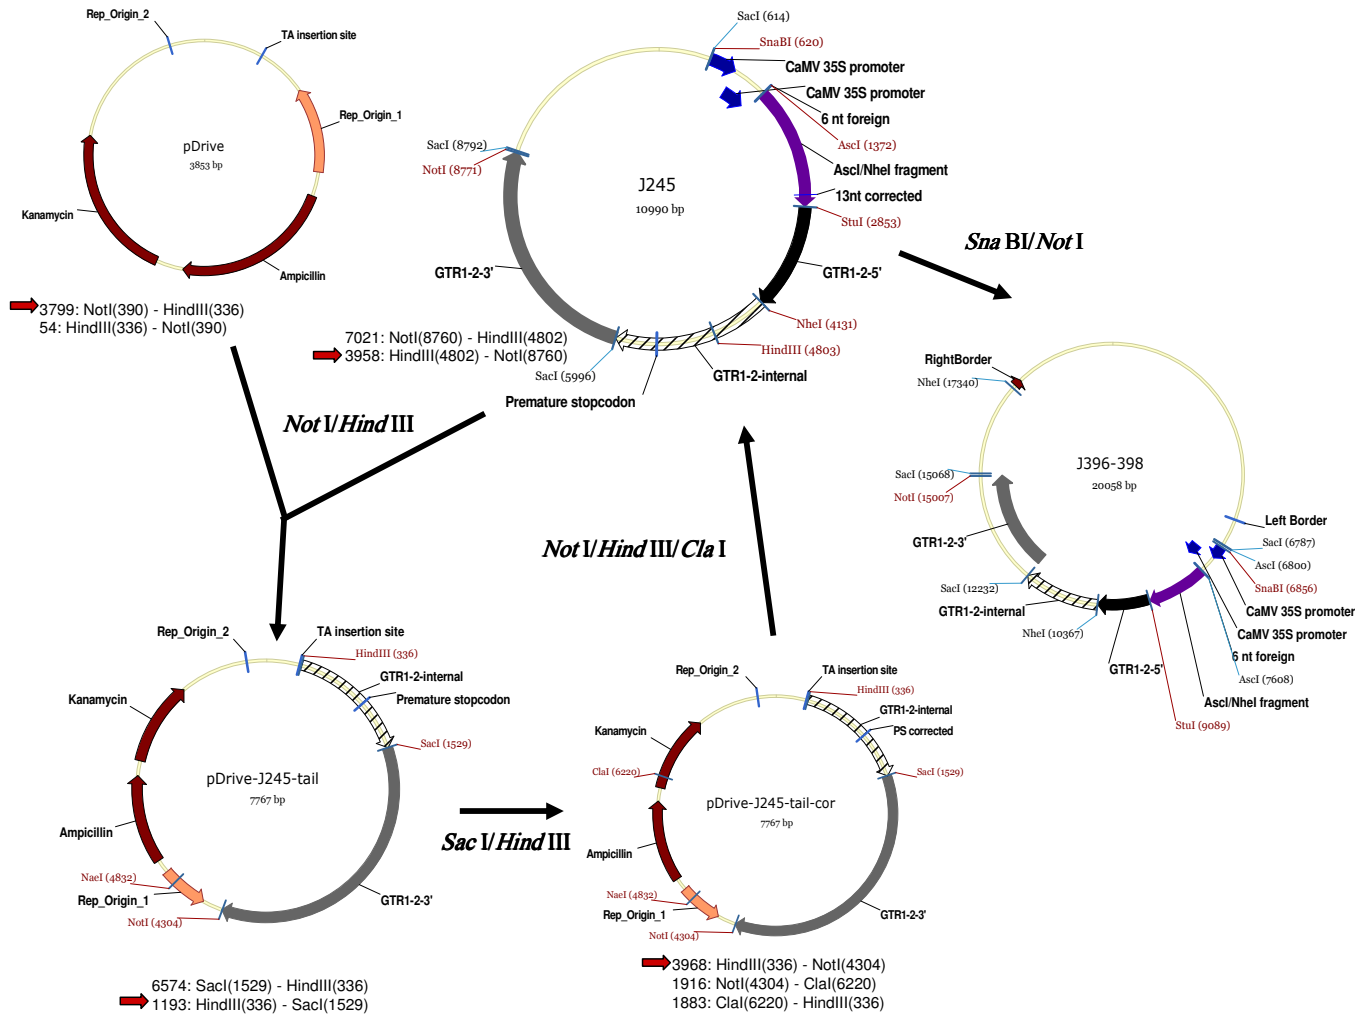 Rep_Origin_2
TA insertion site
Rep_Origin_1
pDrive
3853 bp
Kanamycin
Ampicillin
3799: NotI(390) - HindIII(336)
54: HindIII(336) - NotI(390)
SacI (614)
SnaBI (620)
CaMV 35S promoter
CaMV 35S promoter
6 nt foreign
AscI (1372)
AscI/NheI fragment
13nt corrected
StuI (2853)
GTR1-2-5'
NheI (4131)
HindIII (4803)
GTR1-2-internal
Premature stopcodon
SacI (5996)
GTR1-2-3'
NotI (8771)
SacI (8792)
J245
10990 bp
7021: NotI(8760) - HindIII(4802)
3958: HindIII(4802) - NotI(8760)
Sna BI/Not I
Not I/Hind III
Not I/Hind III/Cla I
RightBorder
NheI (17340)
SacI (15068)
NotI (15007)
J396-398
20058 bp
Left Border
SacI (6787)
AscI (6800)
SnaBI (6856)
CaMV 35S promoter
CaMV 35S promoter
6 nt foreign
AscI (7608)
AscI/NheI fragment
StuI (9089)
GTR1-2-5'
NheI (10367)
GTR1-2-internal
SacI (12232)
GTR1-2-3'
Rep_Origin_2
TA insertion site
HindIII (336)
GTR1-2-internal
Premature stopcodon
SacI (1529)
Kanamycin
pDrive-J245-tail
7767 bp
Ampicillin
NaeI (4832)
Rep_Origin_1
NotI (4304)
GTR1-2-3'
6574: SacI(1529) - HindIII(336)
1193: HindIII(336) - SacI(1529)
Sac I/Hind III
Rep_Origin_2
TA insertion site
HindIII (336)
GTR1-2-internal
PS corrected
SacI (1529)
Kanamycin
ClaI (6220)
pDrive-J245-tail-cor
7767 bp
Ampicillin
NaeI (4832)
Rep_Origin_1
NotI (4304)
GTR1-2-3'
3968: HindIII(336) - NotI(4304)
1916: NotI(4304) - ClaI(6220)
1883: ClaI(6220) - HindIII(336)